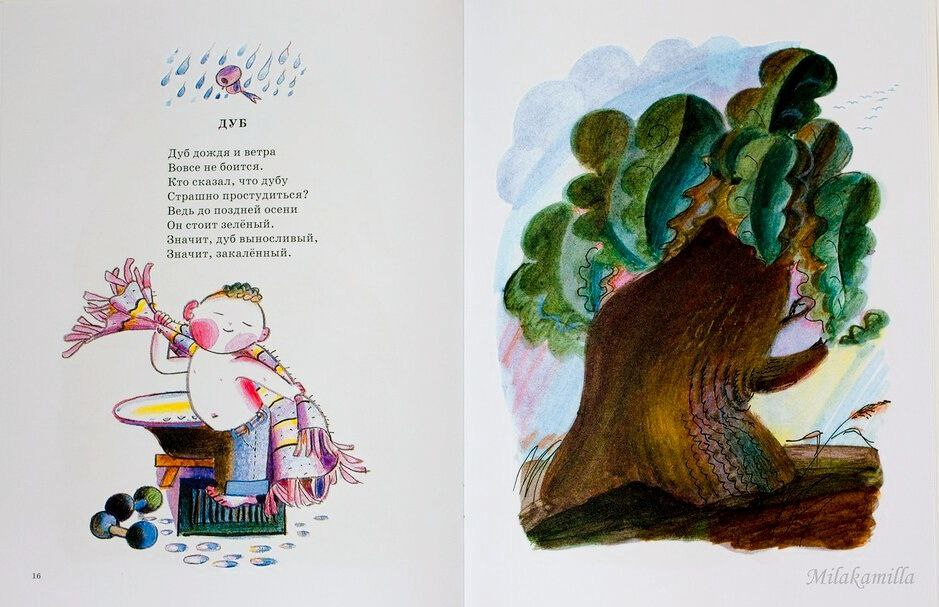 ДУБ
Дуб дождя и ветра
Вовсе не боится.
Кто сказал, что дубу
Страшно простудиться?
Ведь до поздней осени
Он стоит зелёный.
Значит, дуб выносливый,
Значит, закалённый.
16
Milakamilla